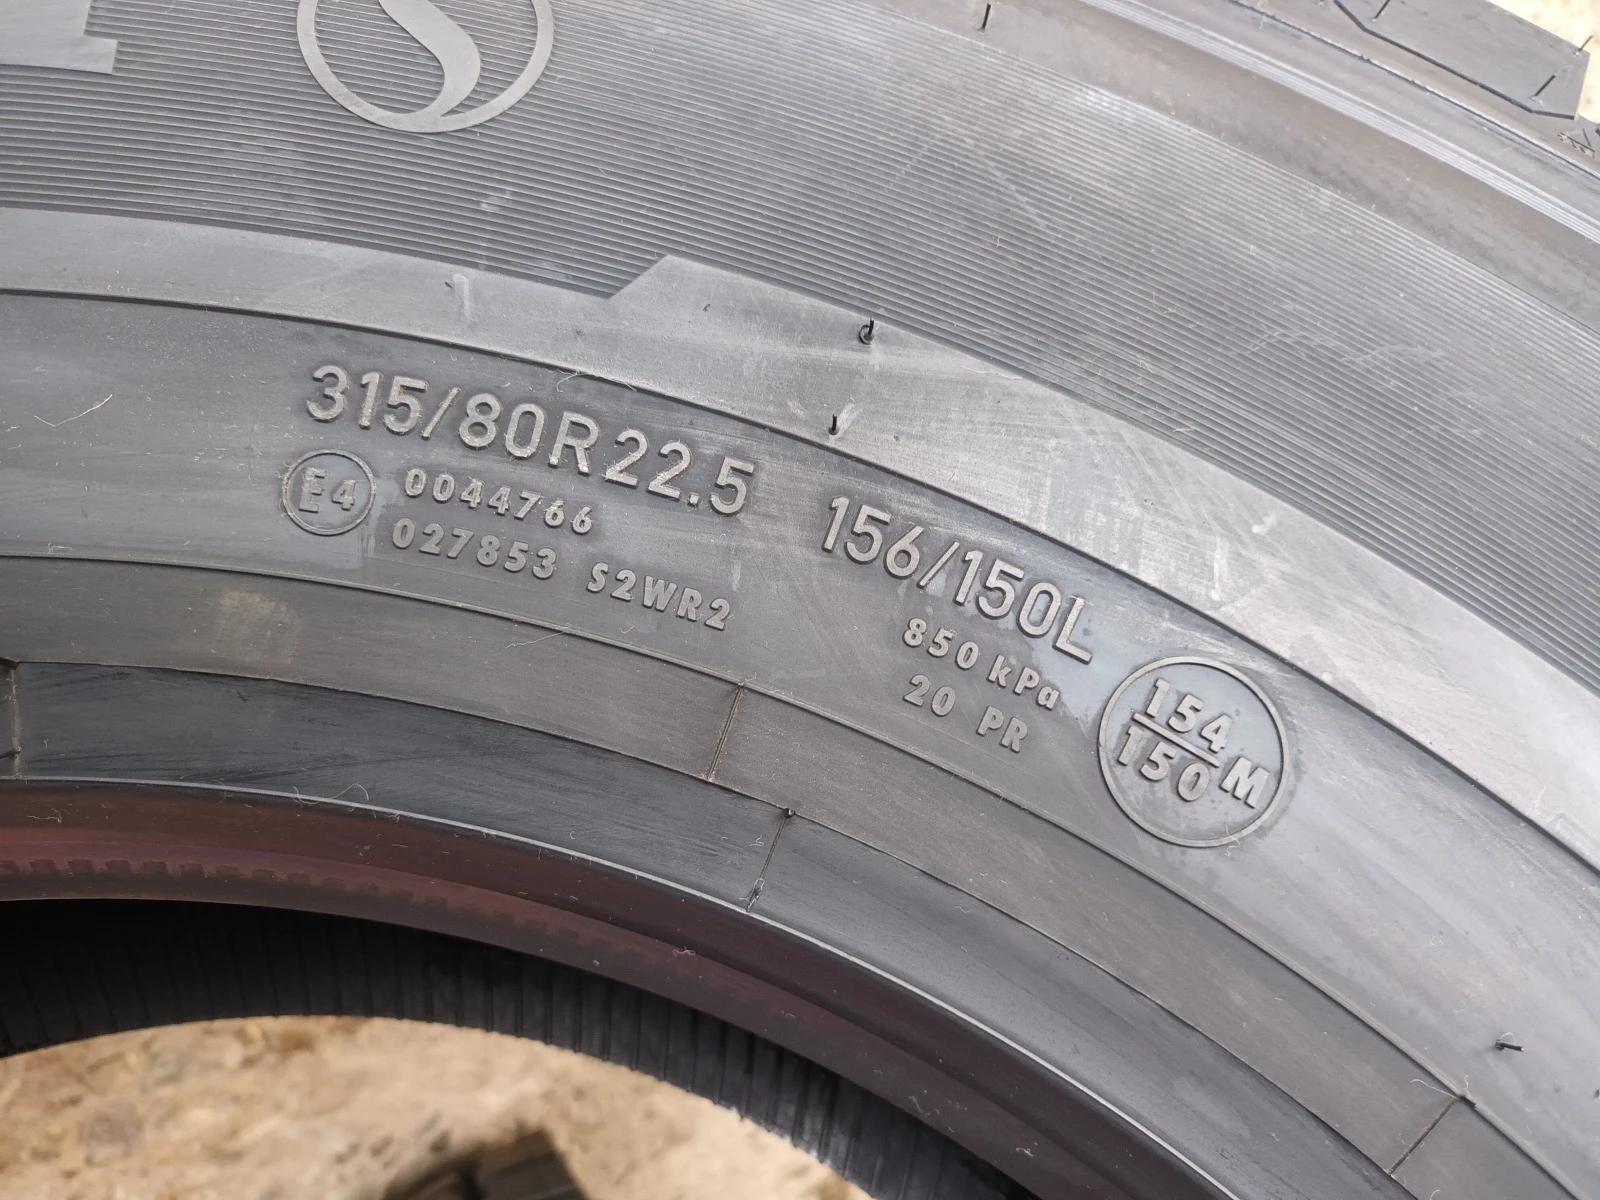 315/80R22.5 156/150L
E4 0044766
027853 S2WR2
850 kPa
20 PR
154/150 M